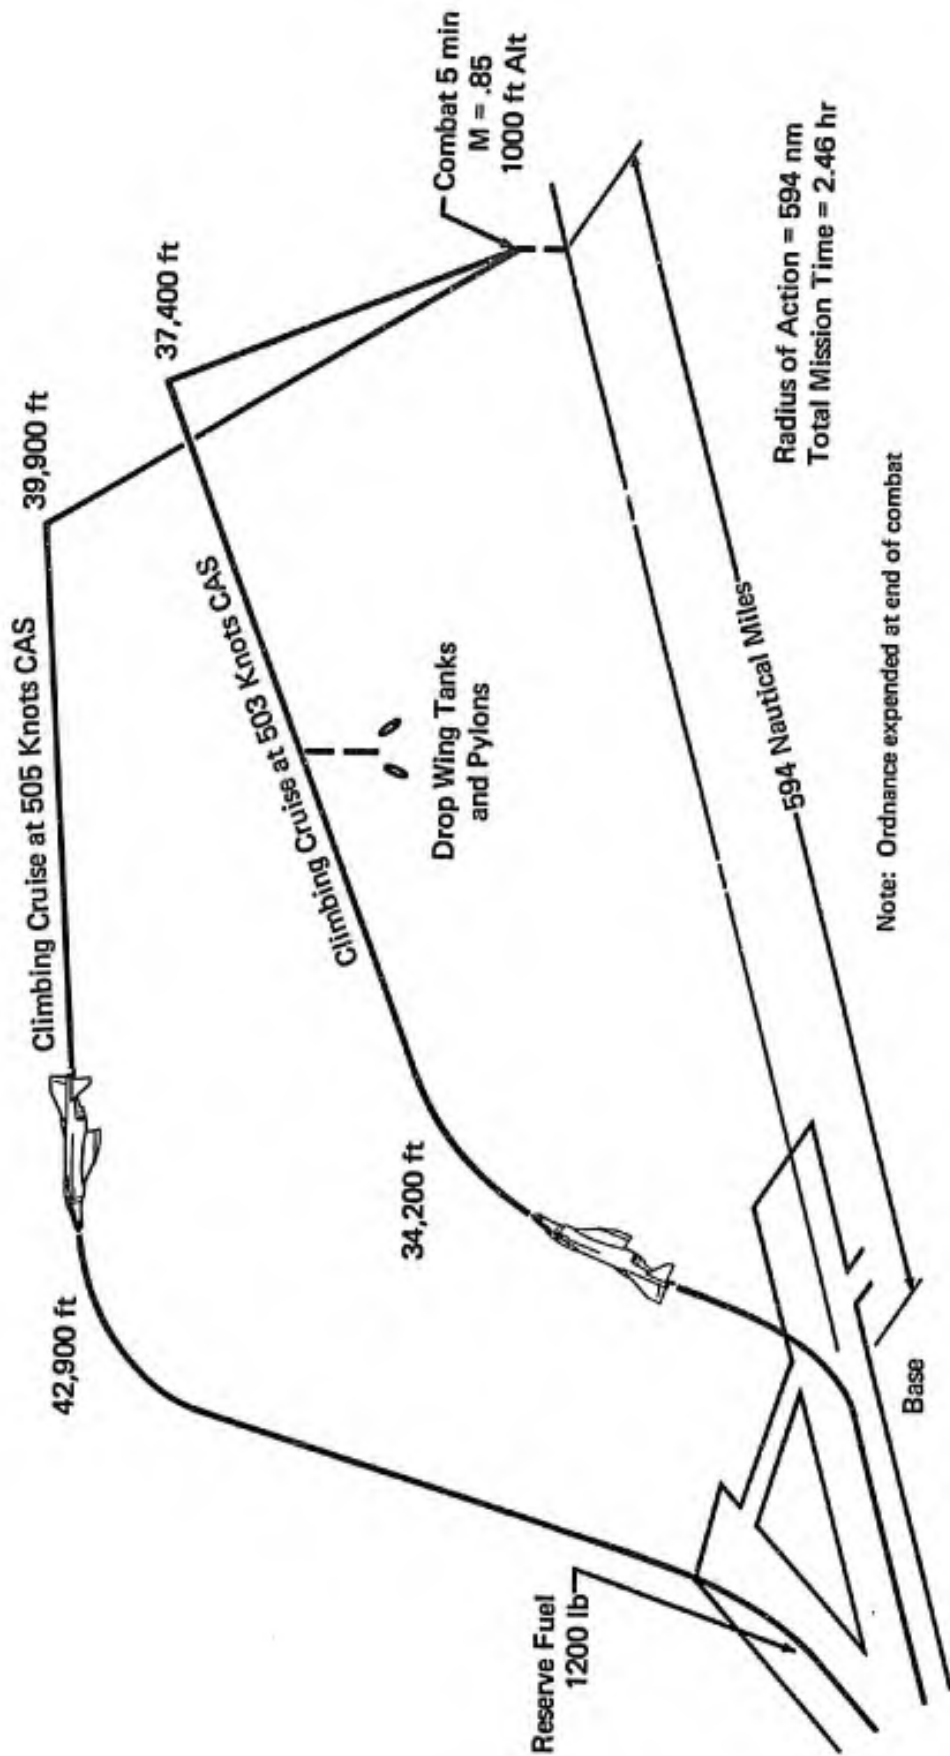 Climbing Cruise at 505 Knots CAS
39,900 ft
42,900 ft
37,400 ft
Climbing Cruise at 503 Knots CAS
34,200 ft
Drop Wing Tanks
and Pylons
Combat 5 min
M = .85
1000 ft Alt
Reserve Fuel
1200 lb
594 Nautical Miles
Base
Radius of Action = 594 nm
Total Mission Time = 2.46 hr
Note: Ordnance expended at end of combat